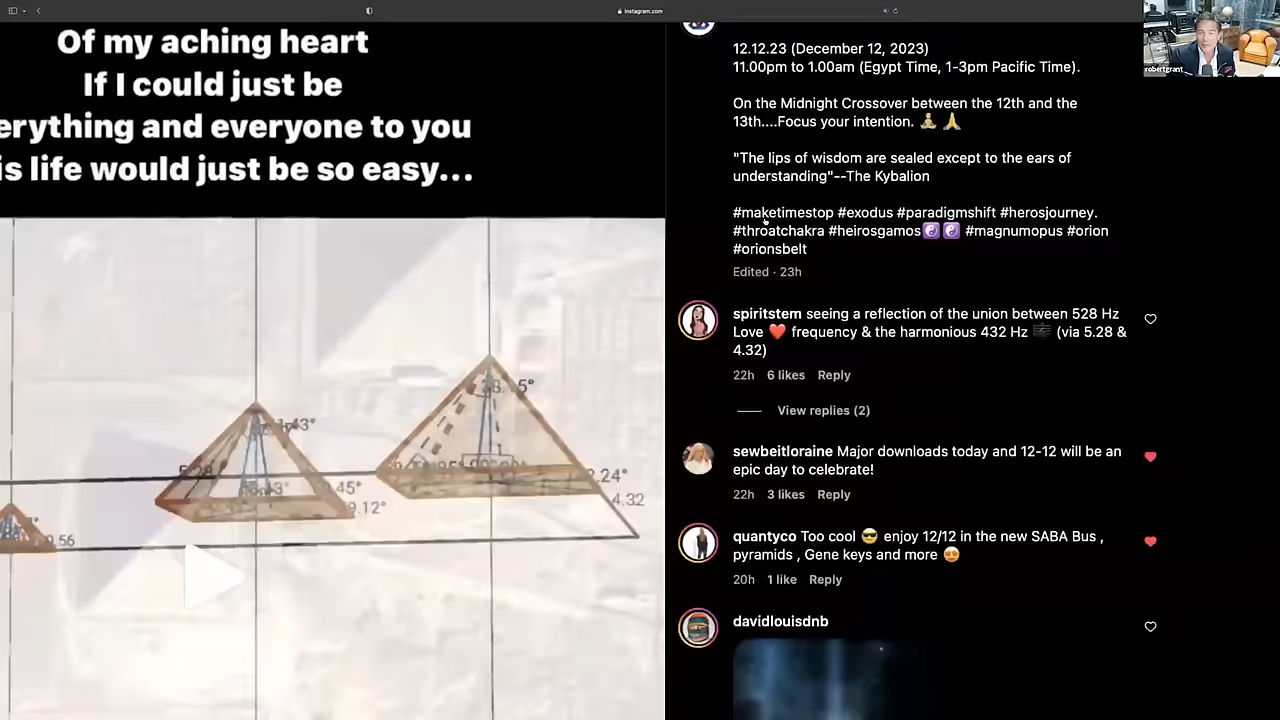 instagram.com
Of my aching heart
If I could just be
erything and everyone to you
is life would just be so easy...
43°
5.28
.45°
9.12°
5°
.24°
4.32
0.56
12.12.23 (December 12, 2023)
11.00pm to 1.00am (Egypt Time, 1-3pm Pacific Time).
On the Midnight Crossover between the 12th and the
13th....Focus your intention. 🧘 🙏
"The lips of wisdom are sealed except to the ears of
understanding"--The Kybalion
#maketimestop #exodus #paradigmshift #herosjourney.
#throatchakra #heirosgamos☯️☯️ #magnumopus #orion
#orionsbelt
Edited · 23h
spiritstem seeing a reflection of the union between 528 Hz
Love ❤️ frequency & the harmonious 432 Hz 🎼 (via 5.28 &
4.32)
22h 6 likes Reply
View replies (2)
sewbeitloraine Major downloads today and 12-12 will be an
epic day to celebrate!
22h 3 likes Reply
quantyco Too cool 😎 enjoy 12/12 in the new SABA Bus ,
pyramids , Gene keys and more 😍
20h 1 like Reply
davidlouisdnb
robertgrant